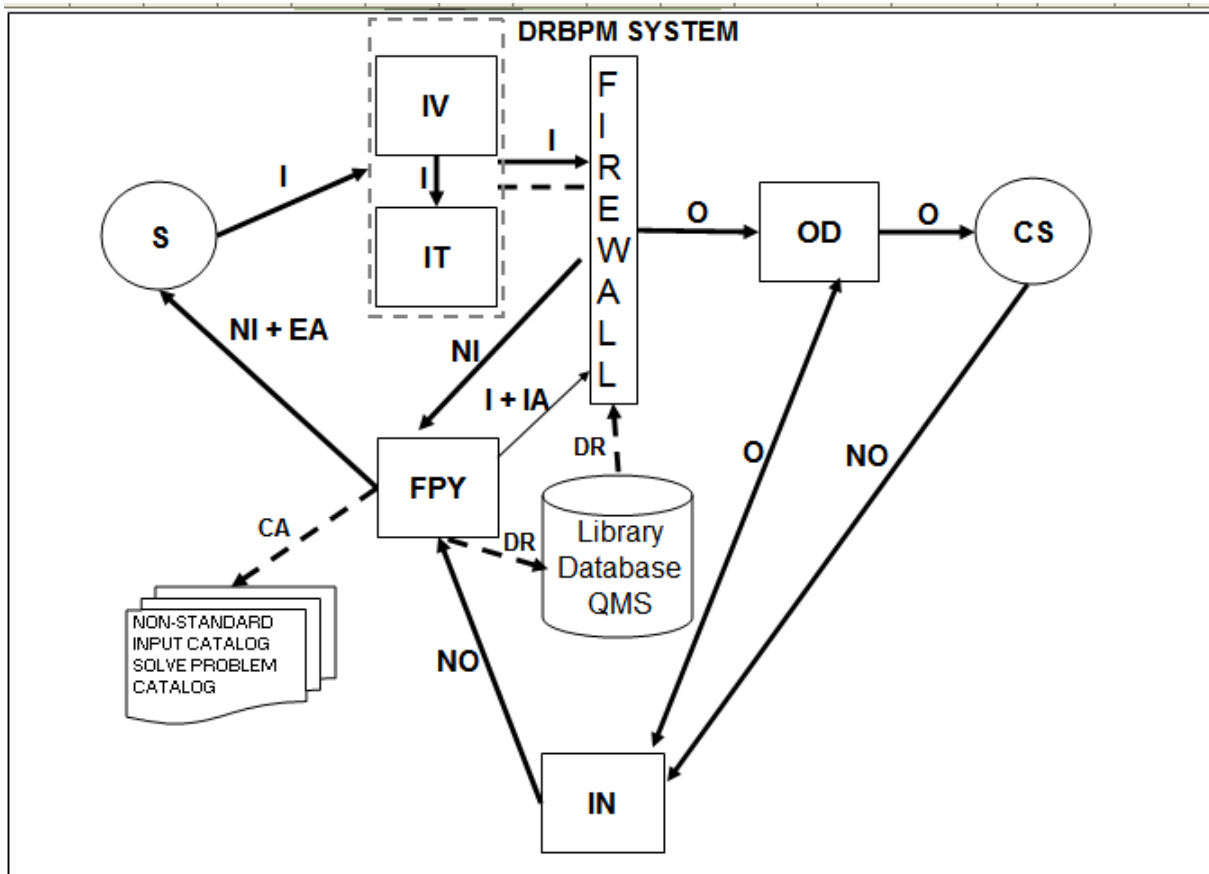 DRBPM SYSTEM
IV
I
IT
I
I
FIREWALL
S
O
OD
O
CS
NI + EA
NI
I + IA
DR
O
NO
FPY
CA
DR
Library
Database
QMS
NON-STANDARD
INPUT CATALOG
SOLVE PROBLEM
CATALOG
NO
IN